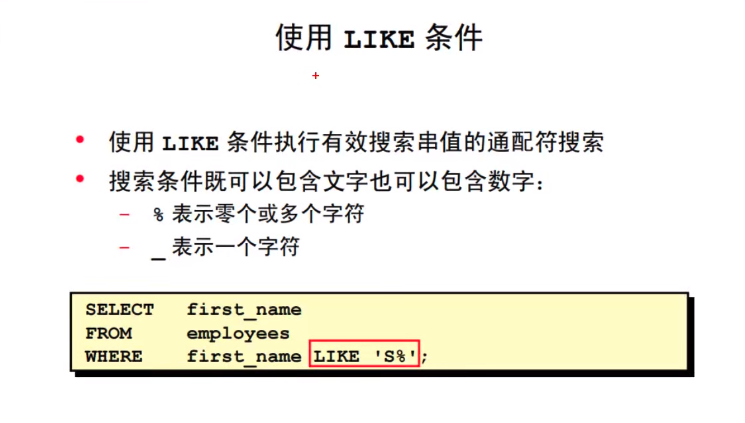 使用 LIKE 条件
• 使用 LIKE 条件执行有效搜索串值的通配符搜索
• 搜索条件既可以包含文字也可以包含数字：
– % 表示零个或多个字符
– _ 表示一个字符
SELECT first_name
FROM employees
WHERE first_name LIKE 'S%';